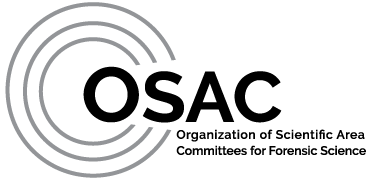 OSAC
Organization of Scientific Area
Committees for Forensic Science